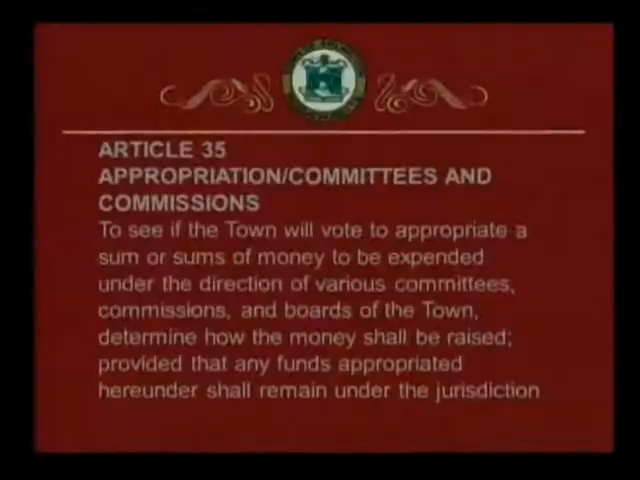 ARTICLE 35
APPROPRIATION/COMMITTEES AND
COMMISSIONS
To see if the Town will vote to appropriate a
sum or sums of money to be expended
under the direction of various committees,
commissions, and boards of the Town,
determine how the money shall be raised;
provided that any funds appropriated
hereunder shall remain under the jurisdiction